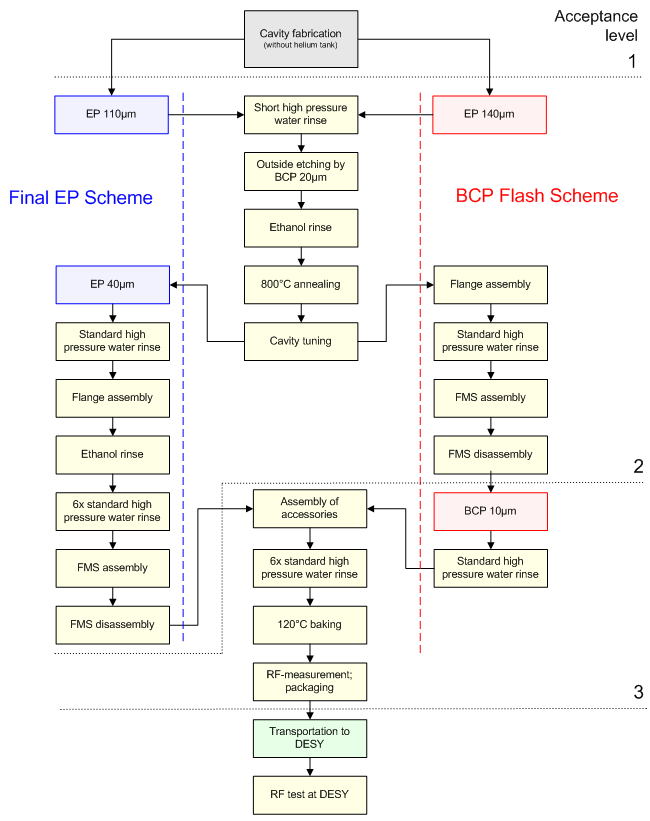 Acceptance
level
Cavity fabrication
(without helium tank)
1
EP 110µm
Short high pressure
water rinse
EP 140µm
Outside etching by
BCP 20µm
Final EP Scheme
BCP Flash Scheme
Ethanol rinse
EP 40µm
800°C annealing
Flange assembly
Standard high
pressure water rinse
Cavity tuning
Standard high
pressure water rinse
Flange assembly
FMS assembly
Ethanol rinse
FMS disassembly
2
6x standard high
pressure water rinse
Assembly of
accessories
BCP 10µm
FMS assembly
6x standard high
pressure water rinse
Standard high
pressure water rinse
FMS disassembly
120°C baking
RF-measurement;
packaging
3
Transportation to
DESY
RF test at DESY